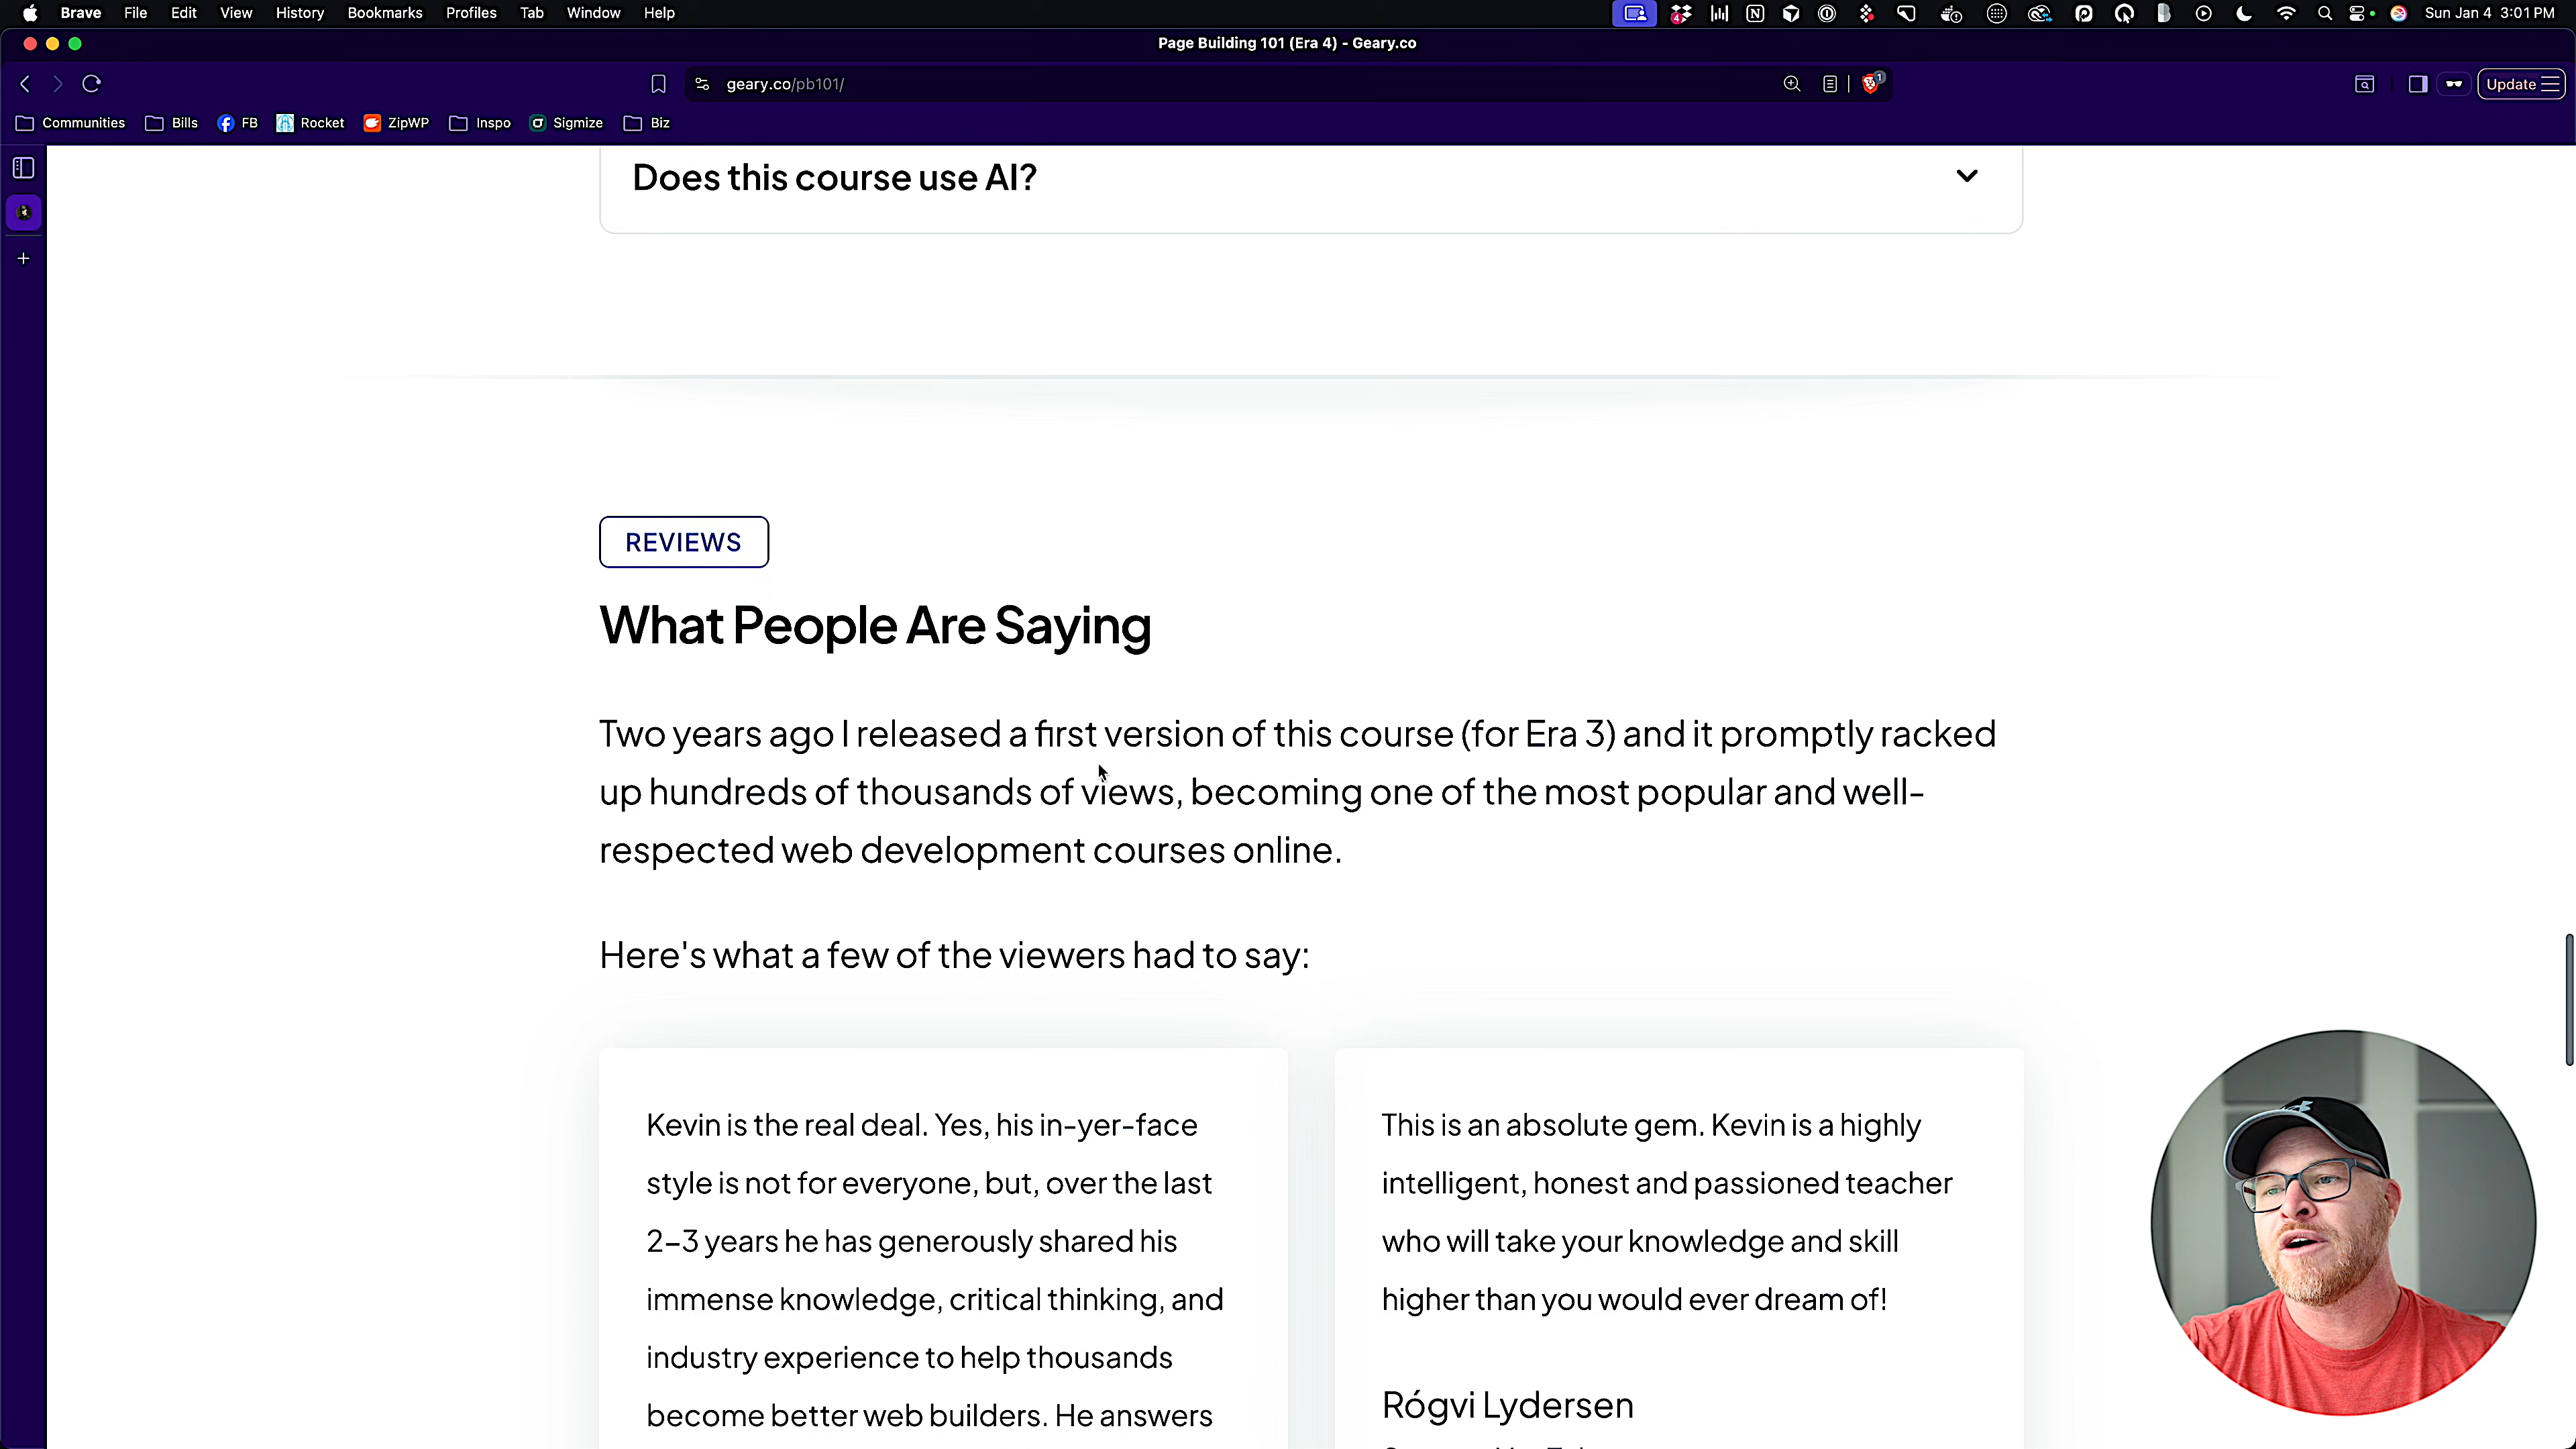 Brave File Edit View History Bookmarks Profiles Tab Window Help
4
Sun Jan 4 3:01 PM
Page Building 101 (Era 4) - Geary.co
geary.co/pb101/
1
Update
Communities Bills FB Rocket ZipWP Inspo Sigmize Biz
Does this course use AI?
REVIEWS
What People Are Saying
Two years ago I released a first version of this course (for Era 3) and it promptly racked
up hundreds of thousands of views, becoming one of the most popular and well-
respected web development courses online.
Here's what a few of the viewers had to say:
Kevin is the real deal. Yes, his in-yer-face
style is not for everyone, but, over the last
2–3 years he has generously shared his
immense knowledge, critical thinking, and
industry experience to help thousands
become better web builders. He answers
This is an absolute gem. Kevin is a highly
intelligent, honest and passioned teacher
who will take your knowledge and skill
higher than you would ever dream of!
Rógvi Lydersen